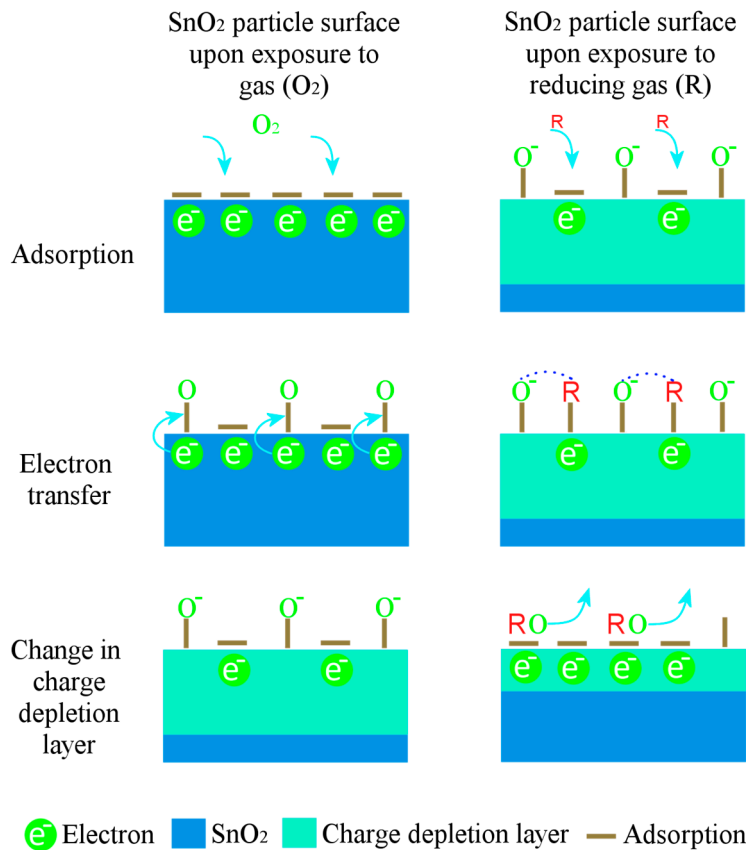 SnO₂ particle surface
upon exposure to
gas (O₂)
SnO₂ particle surface
upon exposure to
reducing gas (R)
O₂
e⁻ e⁻ e⁻ e⁻ e⁻
R R
O⁻ O⁻ O⁻
e⁻ e⁻
Adsorption
O O O
e⁻ e⁻ e⁻ e⁻ e⁻
O⁻ R O⁻ R O⁻
e⁻ e⁻
Electron
transfer
O⁻ O⁻ O⁻
e⁻ e⁻
RO RO
e⁻ e⁻ e⁻ e⁻
Change in
charge
depletion
layer
e⁻ Electron SnO₂ Charge depletion layer Adsorption